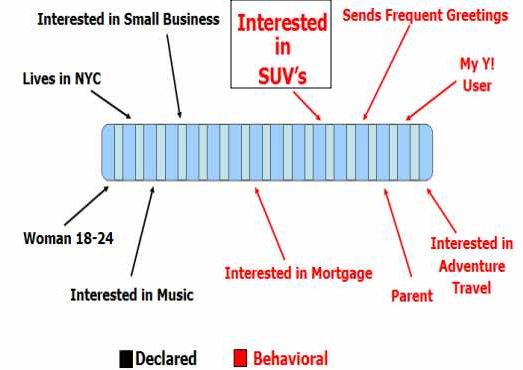 Interested in Small Business
Interested
in
SUV's
Sends Frequent Greetings
Lives in NYC
My Y!
User
Woman 18-24
Interested in Music
Interested in Mortgage
Parent
Interested in
Adventure
Travel
Declared
Behavioral